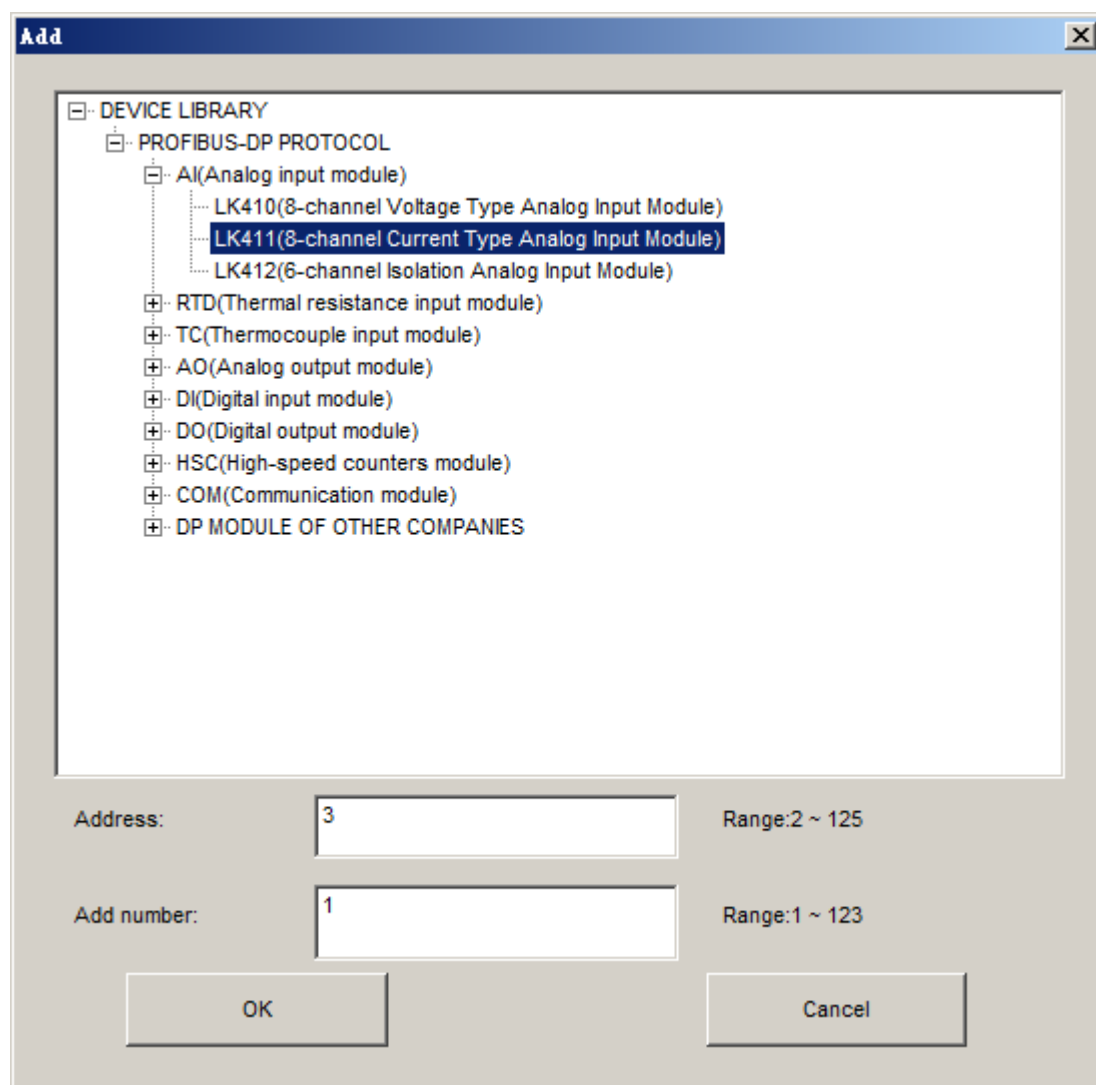 Add
DEVICE LIBRARY
PROFIBUS-DP PROTOCOL
AI(Analog input module)
LK410(8-channel Voltage Type Analog Input Module)
LK411(8-channel Current Type Analog Input Module)
LK412(6-channel Isolation Analog Input Module)
RTD(Thermal resistance input module)
TC(Thermocouple input module)
AO(Analog output module)
DI(Digital input module)
DO(Digital output module)
HSC(High-speed counters module)
COM(Communication module)
DP MODULE OF OTHER COMPANIES
Address: 3 Range:2 ~ 125
Add number: 1 Range:1 ~ 123
OK Cancel